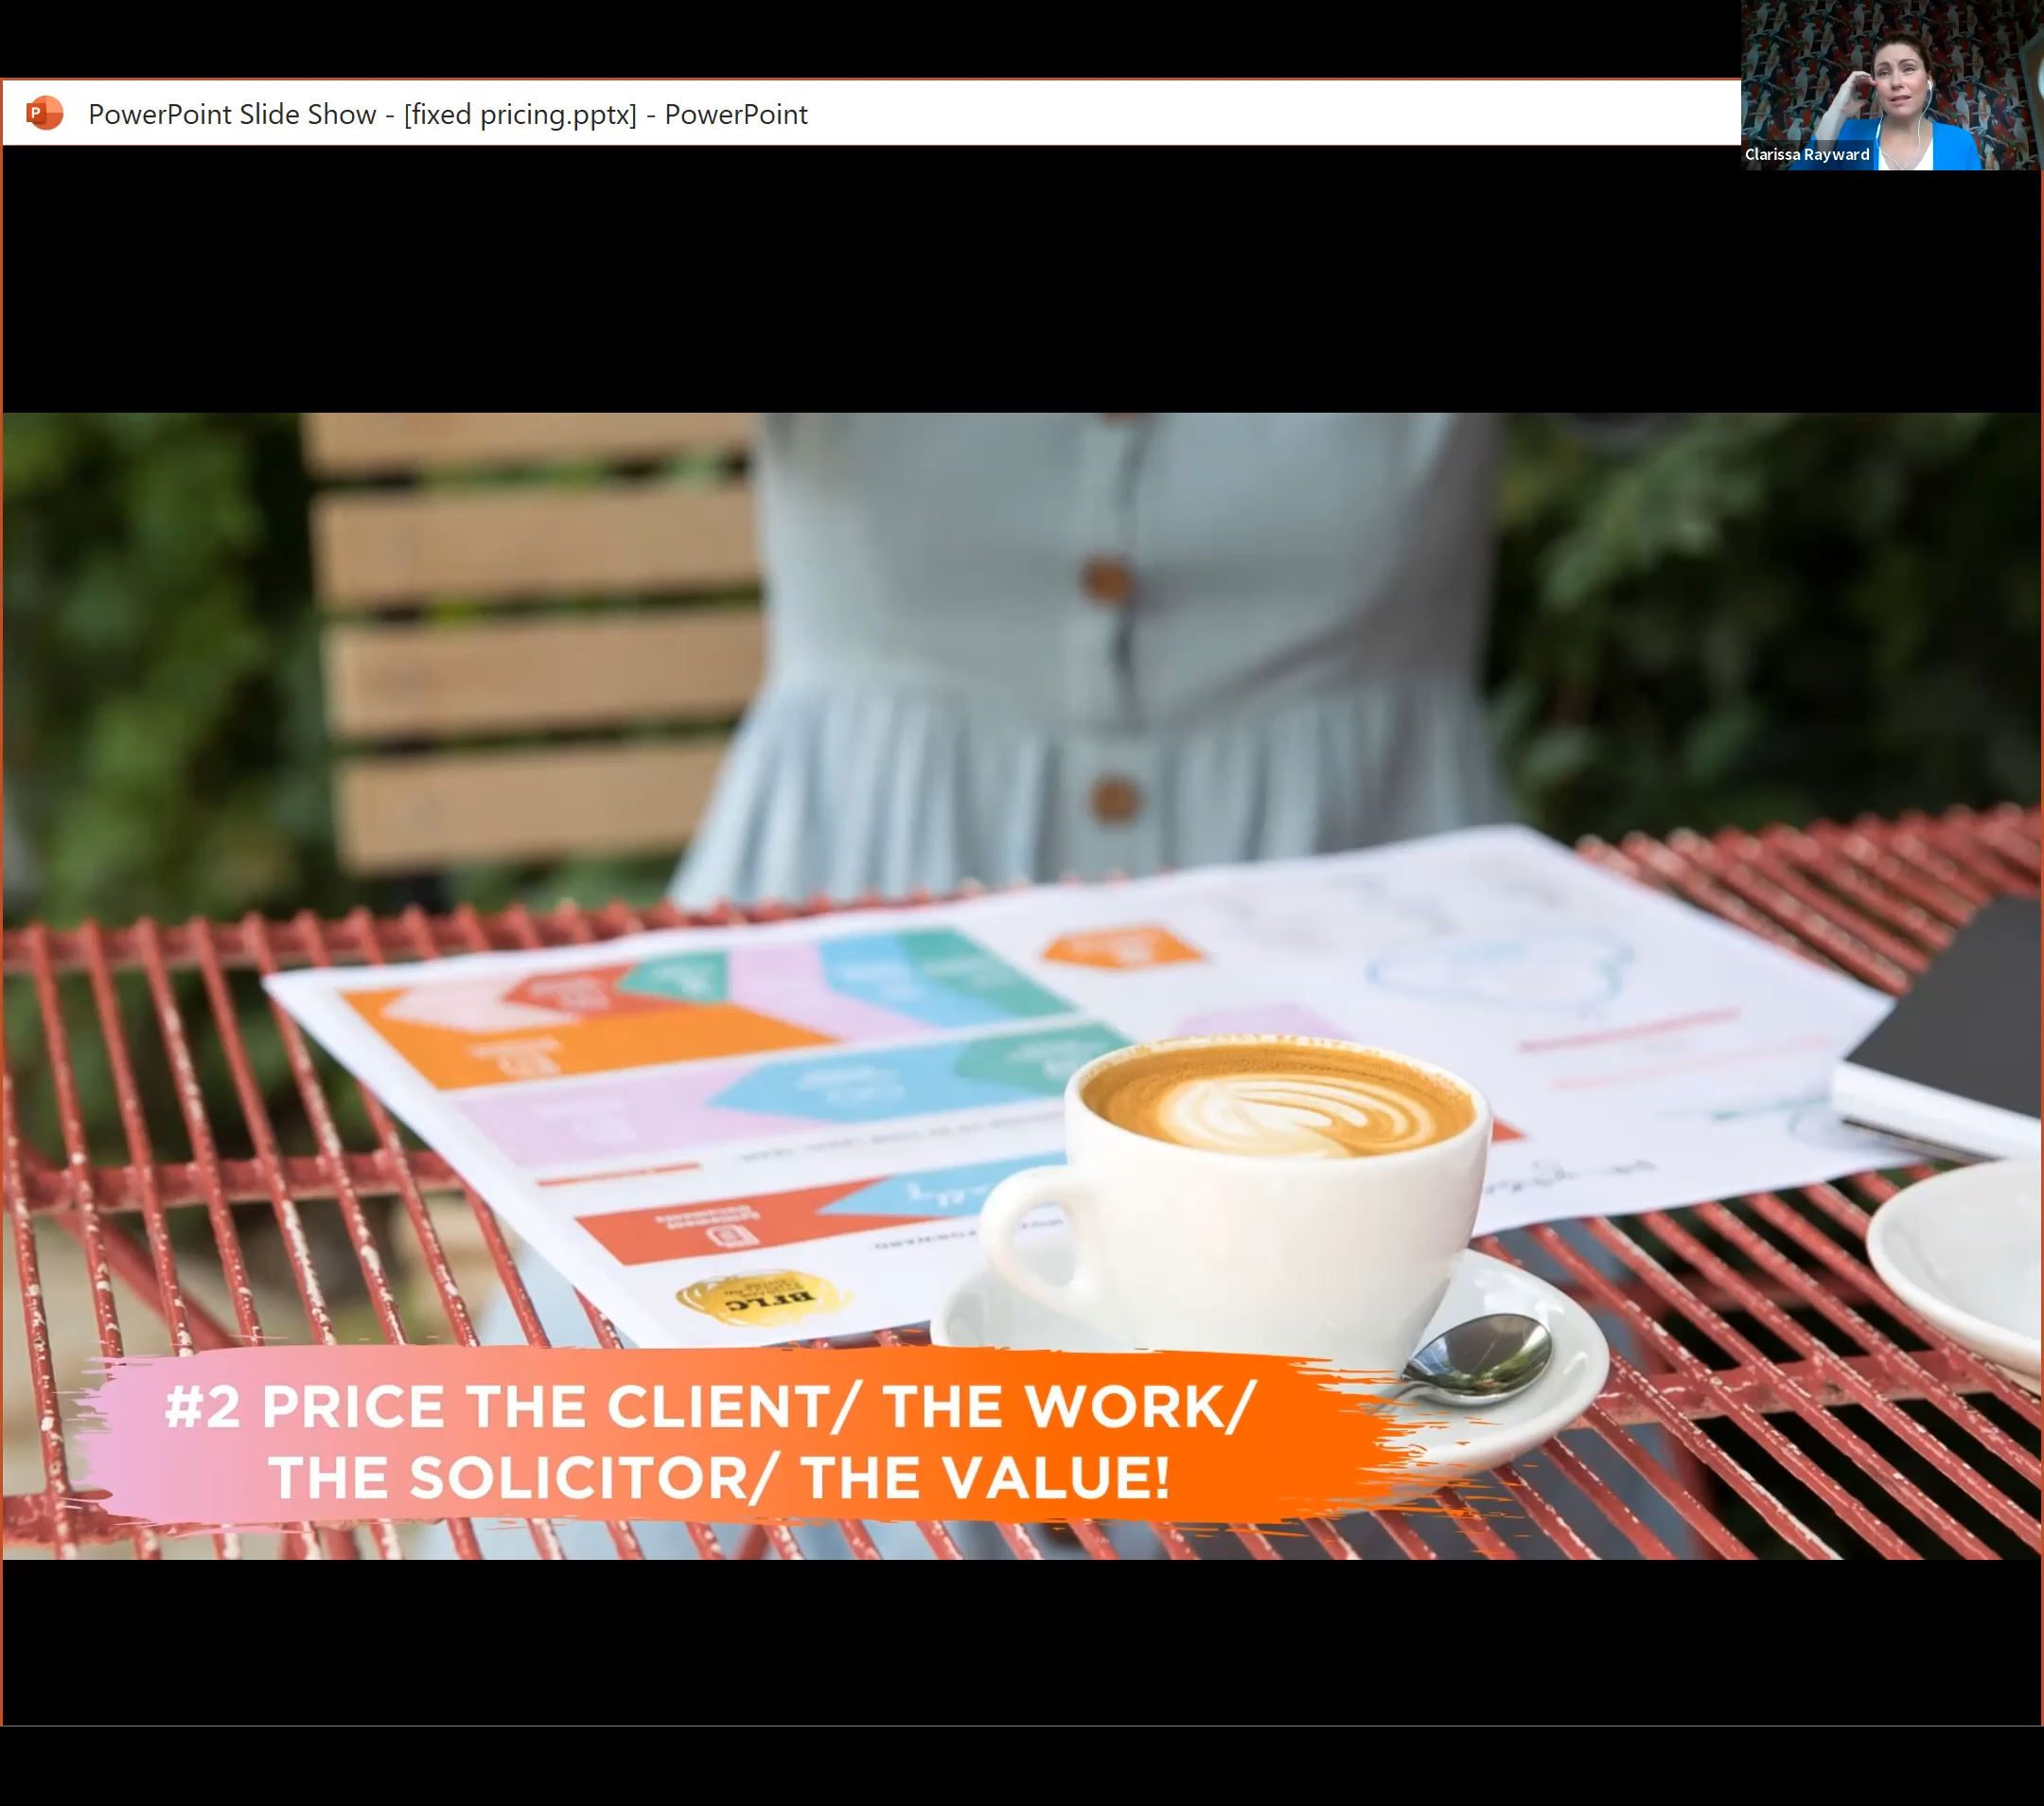 PowerPoint Slide Show - [fixed pricing.pptx] - PowerPoint
Clarissa Rayward
BFLC
#2 PRICE THE CLIENT/ THE WORK/
THE SOLICITOR/ THE VALUE!